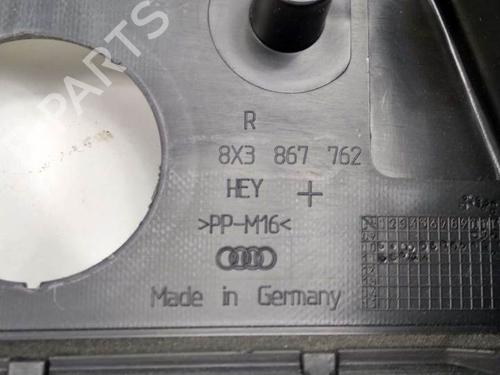 PARTS
R
8X3 867 762
HEY +
>PP-M16<
Made in Germany